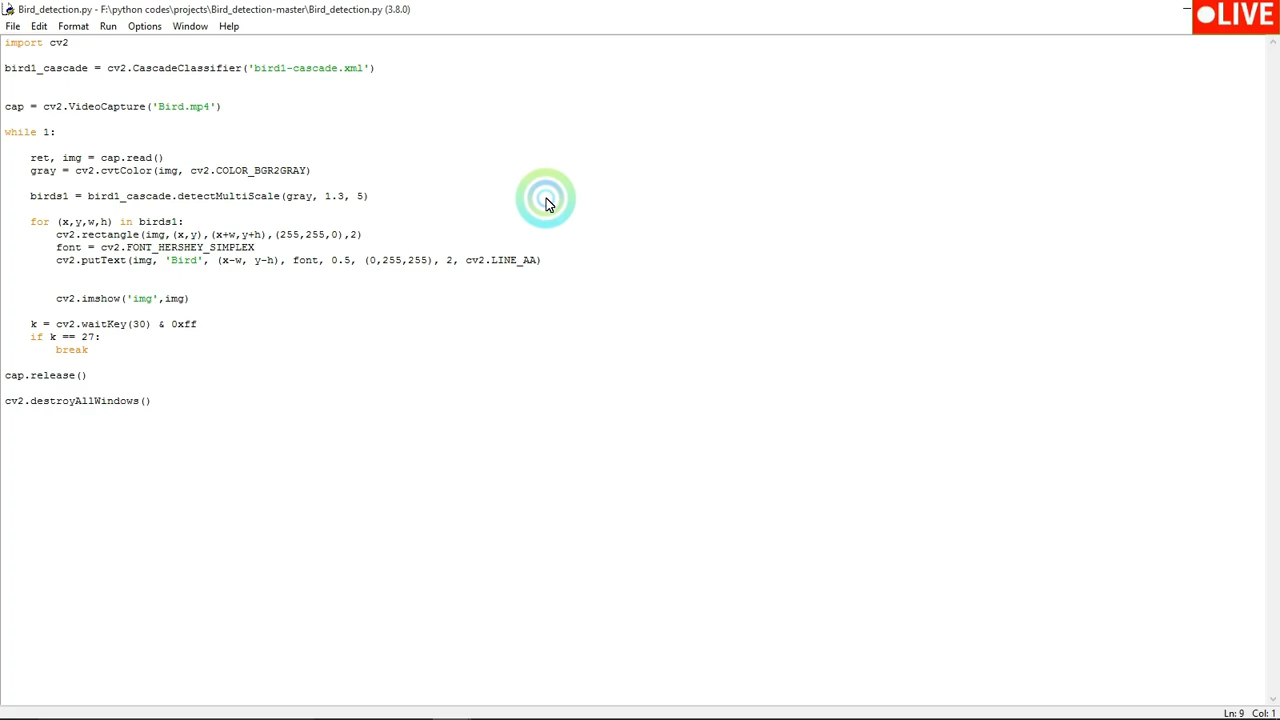 Bird_detection.py - F:\python codes\projects\Bird_detection-master\Bird_detection.py (3.8.0)
LIVE
File Edit Format Run Options Window Help
import cv2
bird1_cascade = cv2.CascadeClassifier('bird1-cascade.xml')
cap = cv2.VideoCapture('Bird.mp4')
while 1:
    ret, img = cap.read()
    gray = cv2.cvtColor(img, cv2.COLOR_BGR2GRAY)
    birds1 = bird1_cascade.detectMultiScale(gray, 1.3, 5)
    for (x,y,w,h) in birds1:
        cv2.rectangle(img,(x,y),(x+w,y+h),(255,255,0),2)
        font = cv2.FONT_HERSHEY_SIMPLEX
        cv2.putText(img, 'Bird', (x-w, y-h), font, 0.5, (0,255,255), 2, cv2.LINE_AA)
        cv2.imshow('img',img)
    k = cv2.waitKey(30) & 0xff
    if k == 27:
        break
cap.release()
cv2.destroyAllWindows()
Ln: 9 Col: 1